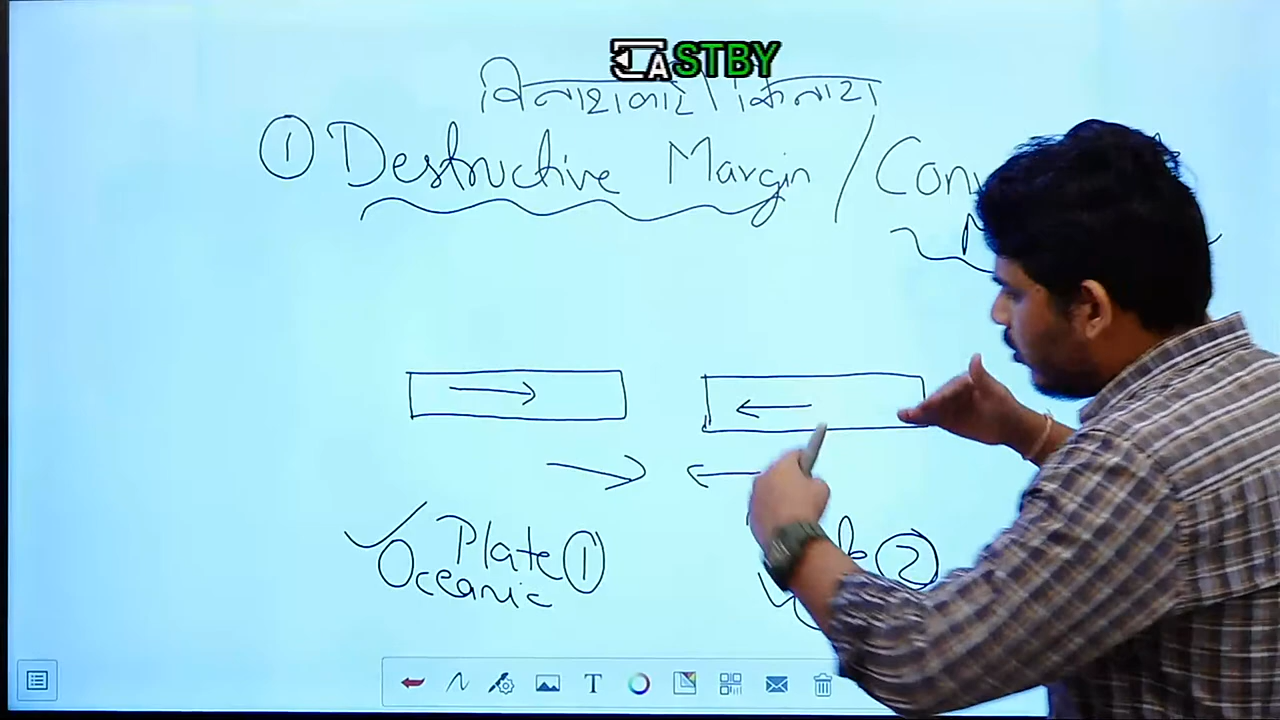 STBY
विनाशकारी किनारा
① Destructive Margin / Con
Plate ①
②
Oceanic
T